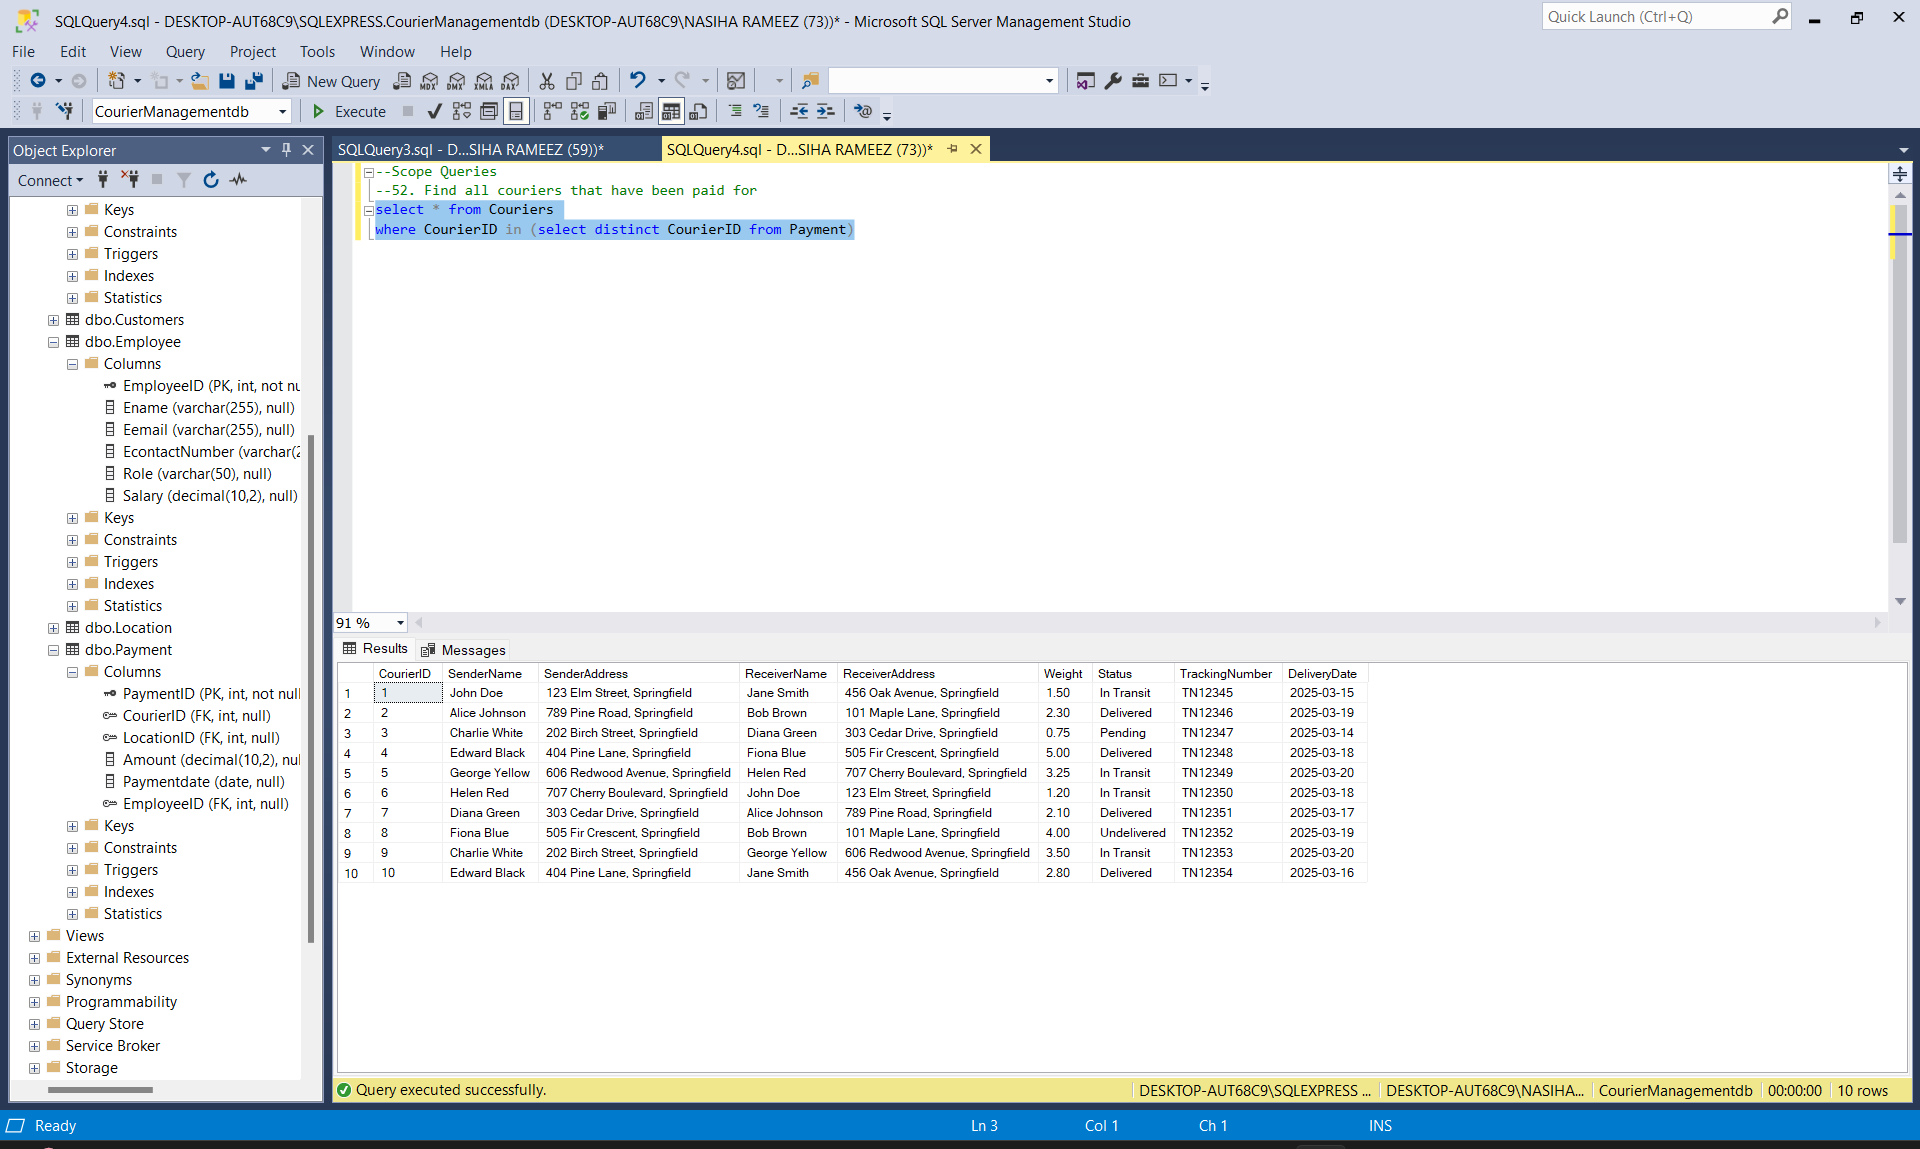 SQLQuery4.sql - DESKTOP-AUT68C9\SQLEXPRESS.CourierManagementdb (DESKTOP-AUT68C9\NASIHA RAMEEZ (73))* - Microsoft SQL Server Management Studio
Quick Launch (Ctrl+Q)
File Edit View Query Project Tools Window Help
New Query MDX DMX XMLA DAX
CourierManagementdb Execute
Object Explorer
Connect
Keys
Constraints
Triggers
Indexes
Statistics
dbo.Customers
dbo.Employee
Columns
EmployeeID (PK, int, not nu
Ename (varchar(255), null)
Eemail (varchar(255), null)
EcontactNumber (varchar(2
Role (varchar(50), null)
Salary (decimal(10,2), null)
Keys
Constraints
Triggers
Indexes
Statistics
dbo.Location
dbo.Payment
Columns
PaymentID (PK, int, not null
CourierID (FK, int, null)
LocationID (FK, int, null)
Amount (decimal(10,2), nul
Paymentdate (date, null)
EmployeeID (FK, int, null)
Keys
Constraints
Triggers
Indexes
Statistics
Views
External Resources
Synonyms
Programmability
Query Store
Service Broker
Storage
SQLQuery3.sql - D...SIHA RAMEEZ (59))* SQLQuery4.sql - D...SIHA RAMEEZ (73))*
--Scope Queries
--52. Find all couriers that have been paid for
select * from Couriers
where CourierID in (select distinct CourierID from Payment)
91 %
Results Messages
CourierID SenderName SenderAddress ReceiverName ReceiverAddress Weight Status TrackingNumber DeliveryDate
1 1 John Doe 123 Elm Street, Springfield Jane Smith 456 Oak Avenue, Springfield 1.50 In Transit TN12345 2025-03-15
2 2 Alice Johnson 789 Pine Road, Springfield Bob Brown 101 Maple Lane, Springfield 2.30 Delivered TN12346 2025-03-19
3 3 Charlie White 202 Birch Street, Springfield Diana Green 303 Cedar Drive, Springfield 0.75 Pending TN12347 2025-03-14
4 4 Edward Black 404 Pine Lane, Springfield Fiona Blue 505 Fir Crescent, Springfield 5.00 Delivered TN12348 2025-03-18
5 5 George Yellow 606 Redwood Avenue, Springfield Helen Red 707 Cherry Boulevard, Springfield 3.25 In Transit TN12349 2025-03-20
6 6 Helen Red 707 Cherry Boulevard, Springfield John Doe 123 Elm Street, Springfield 1.20 In Transit TN12350 2025-03-18
7 7 Diana Green 303 Cedar Drive, Springfield Alice Johnson 789 Pine Road, Springfield 2.10 Delivered TN12351 2025-03-17
8 8 Fiona Blue 505 Fir Crescent, Springfield Bob Brown 101 Maple Lane, Springfield 4.00 Undelivered TN12352 2025-03-19
9 9 Charlie White 202 Birch Street, Springfield George Yellow 606 Redwood Avenue, Springfield 3.50 In Transit TN12353 2025-03-20
10 10 Edward Black 404 Pine Lane, Springfield Jane Smith 456 Oak Avenue, Springfield 2.80 Delivered TN12354 2025-03-16
Query executed successfully. DESKTOP-AUT68C9\SQLEXPRESS ... DESKTOP-AUT68C9\NASIHA... CourierManagementdb 00:00:00 10 rows
Ready Ln 3 Col 1 Ch 1 INS